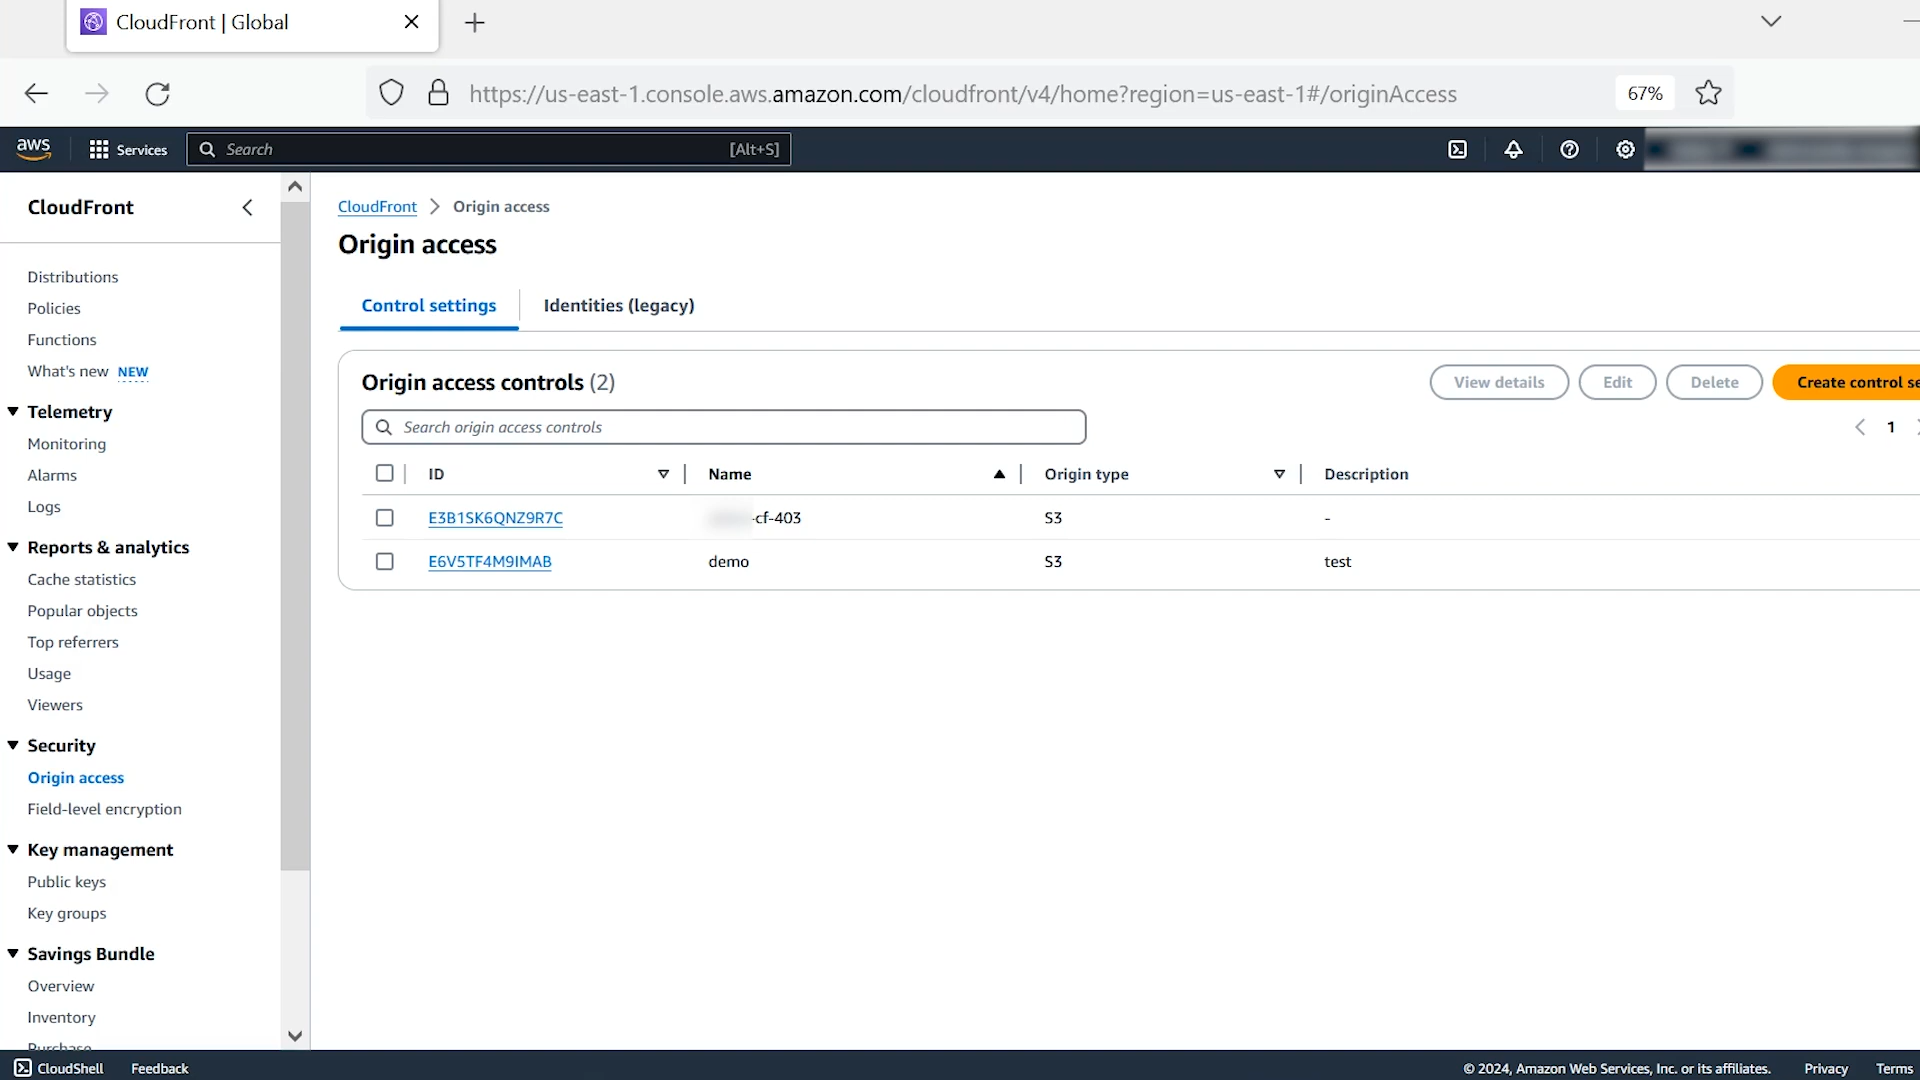 CloudFront | Global
https://us-east-1.console.aws.amazon.com/cloudfront/v4/home?region=us-east-1#/originAccess
67%
aws
Services
Search
[Alt+S]
CloudFront
Distributions
Policies
Functions
What's new NEW
Telemetry
Monitoring
Alarms
Logs
Reports & analytics
Cache statistics
Popular objects
Top referrers
Usage
Viewers
Security
Origin access
Field-level encryption
Key management
Public keys
Key groups
Savings Bundle
Overview
Inventory
Purchase
CloudFront > Origin access
Origin access
Control settings
Identities (legacy)
Origin access controls (2)
View details
Edit
Delete
Create control se
Search origin access controls
1
ID Name Origin type Description
E3B1SK6QNZ9R7C -cf-403 S3 -
E6V5TF4M9IMAB demo S3 test
CloudShell
Feedback
© 2024, Amazon Web Services, Inc. or its affiliates.
Privacy
Terms